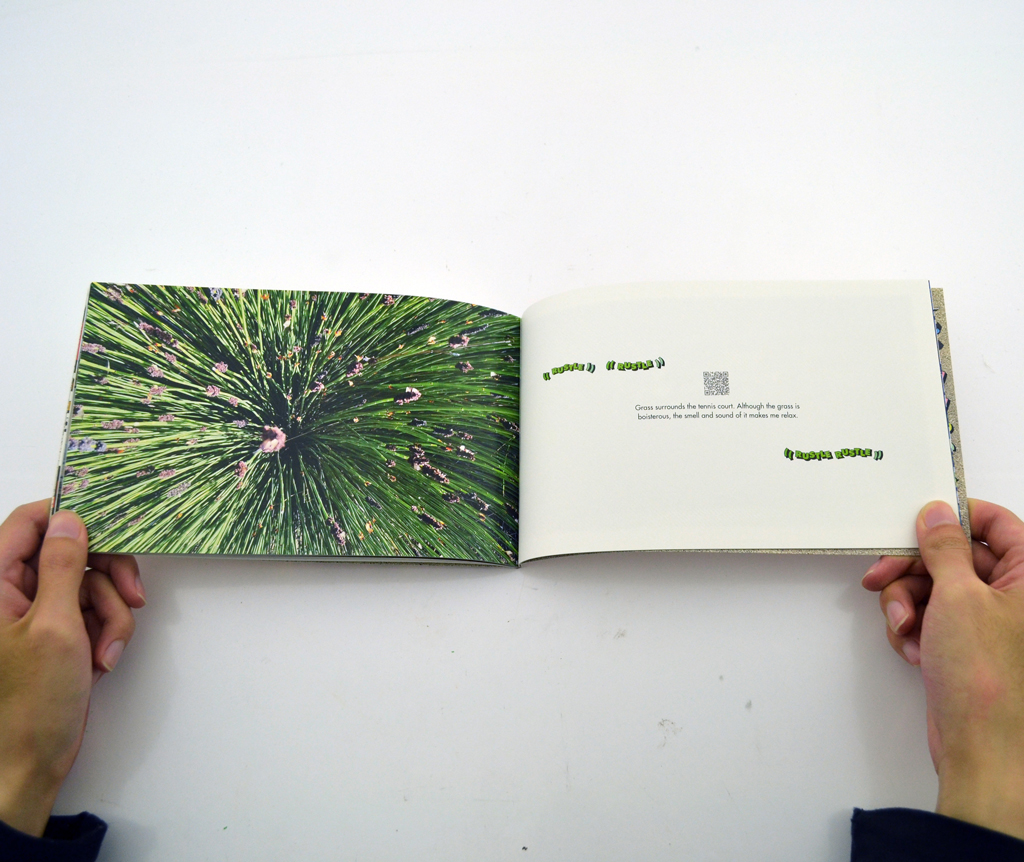 (( RUSTLE )) (( RUSTLE ))
Grass surrounds the tennis court. Although the grass is
boisterous, the smell and sound of it makes me relax.
(( RUSTLE RUSTLE ))